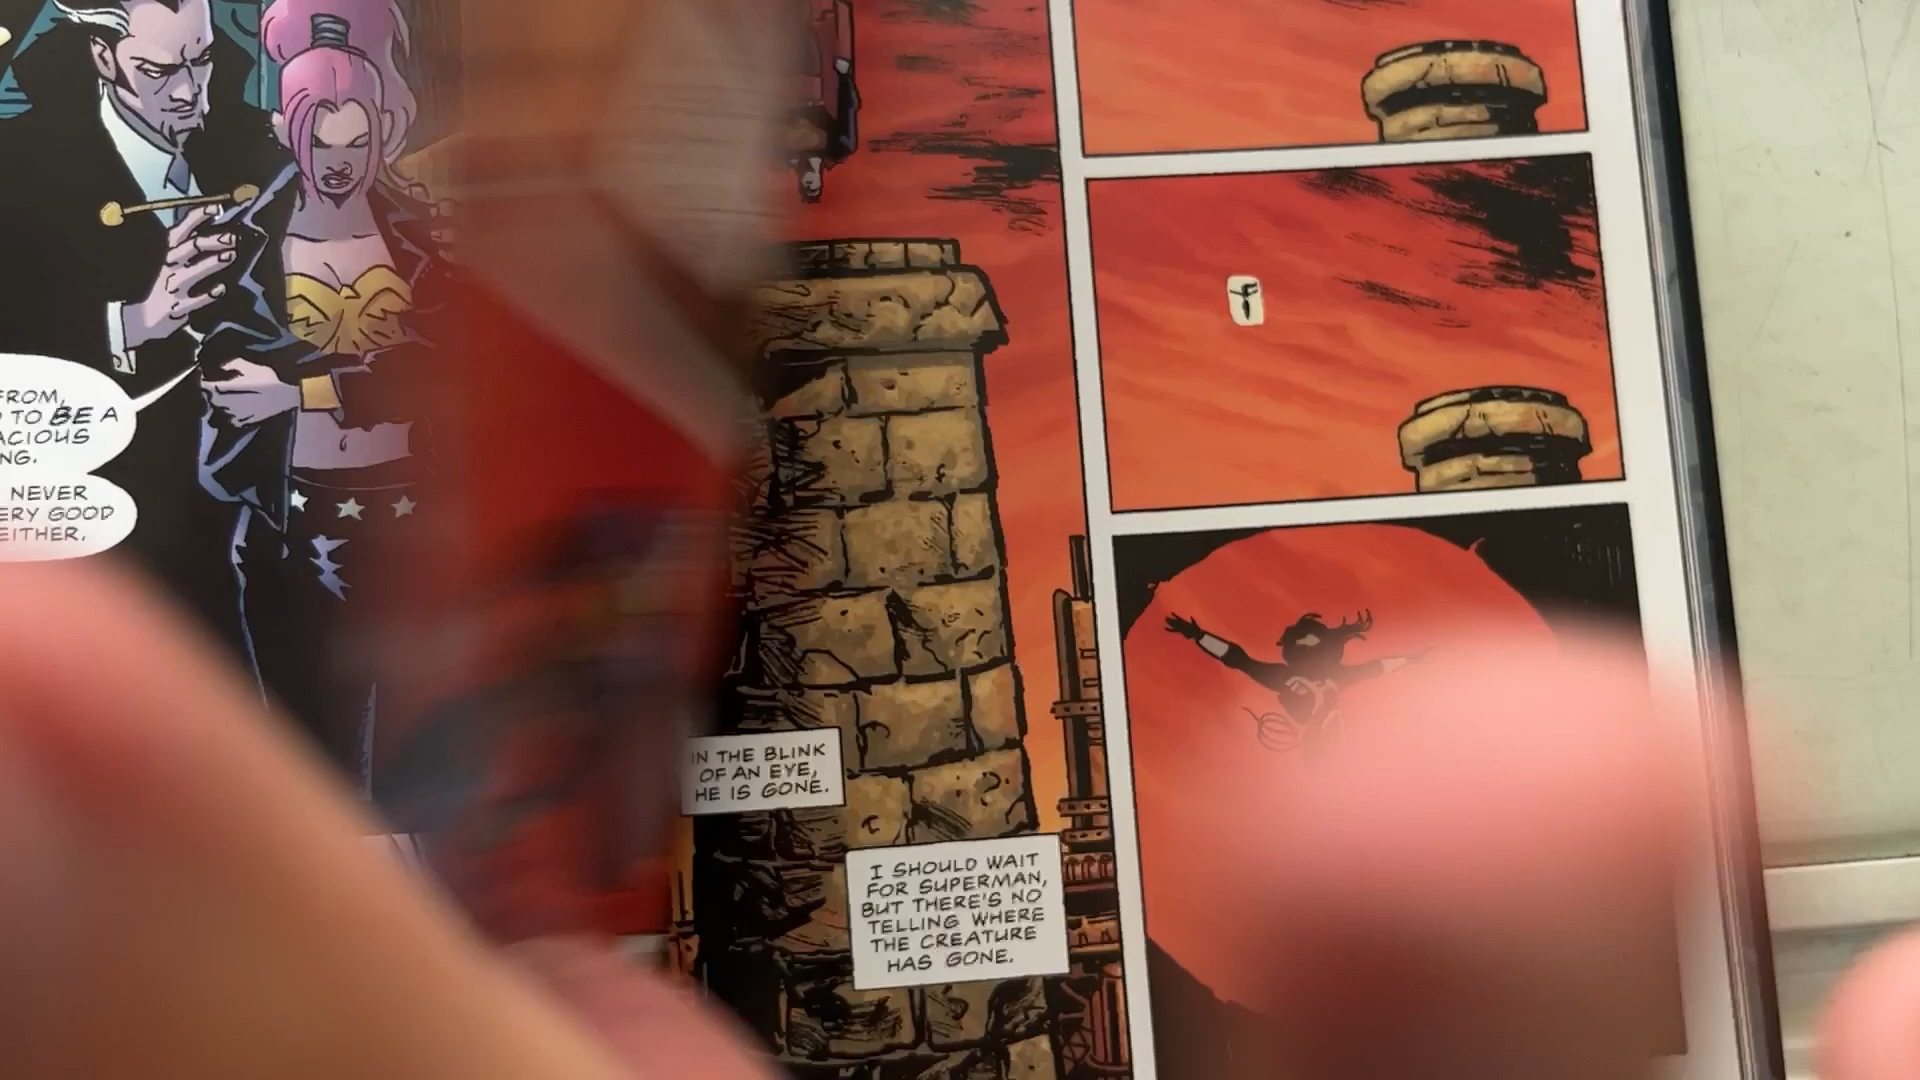 FROM,
TO BE A
ACIOUS
NG.
NEVER
ERY GOOD
EITHER.
IN THE BLINK
OF AN EYE,
HE IS GONE.
I SHOULD WAIT
FOR SUPERMAN,
BUT THERE'S NO
TELLING WHERE
THE CREATURE
HAS GONE.